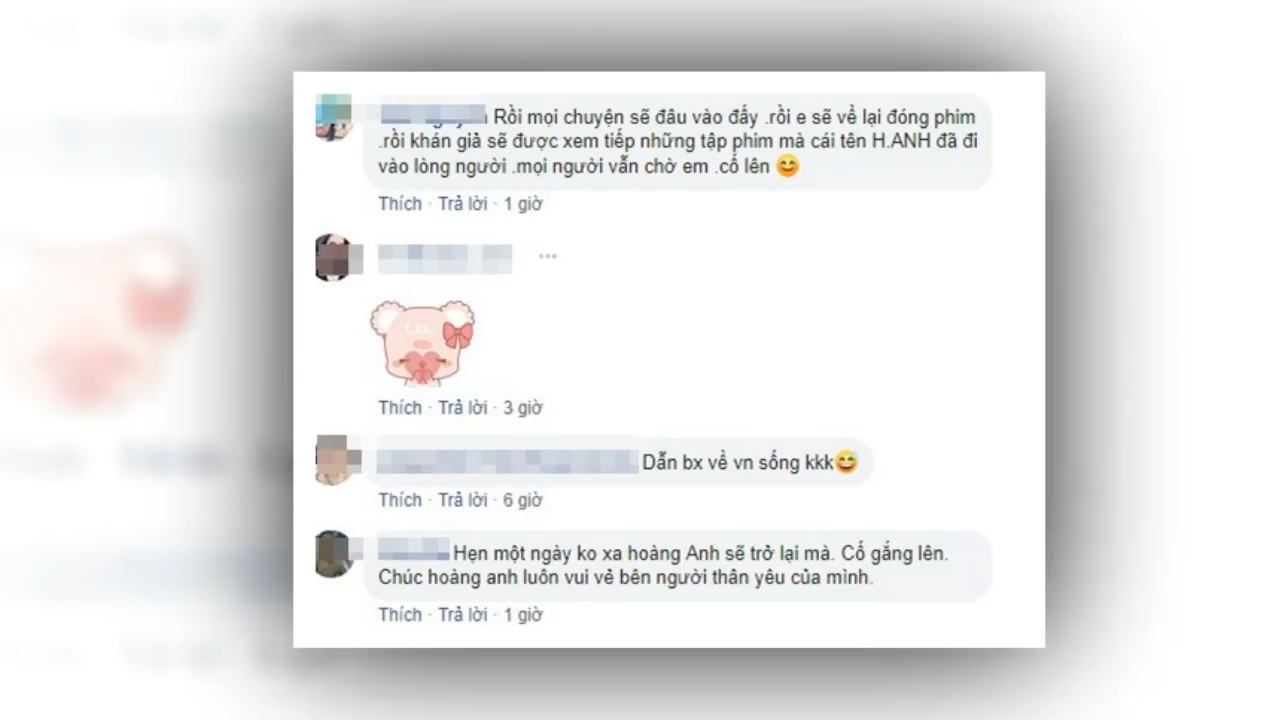 Rồi mọi chuyện sẽ đâu vào đấy .rồi e sẽ về lại đóng phim
.rồi khán giả sẽ được xem tiếp những tập phim mà cái tên H.ANH đã đi
vào lòng người .mọi người vẫn chờ em .cố lên 😊
Thích · Trả lời · 1 giờ
Thích · Trả lời · 3 giờ
Dẫn bx về vn sống kkk😅
Thích · Trả lời · 6 giờ
Hẹn một ngày ko xa hoàng Anh sẽ trở lại mà. Cố gắng lên.
Chúc hoàng anh luôn vui vẻ bên người thân yêu của mình.
Thích · Trả lời · 1 giờ